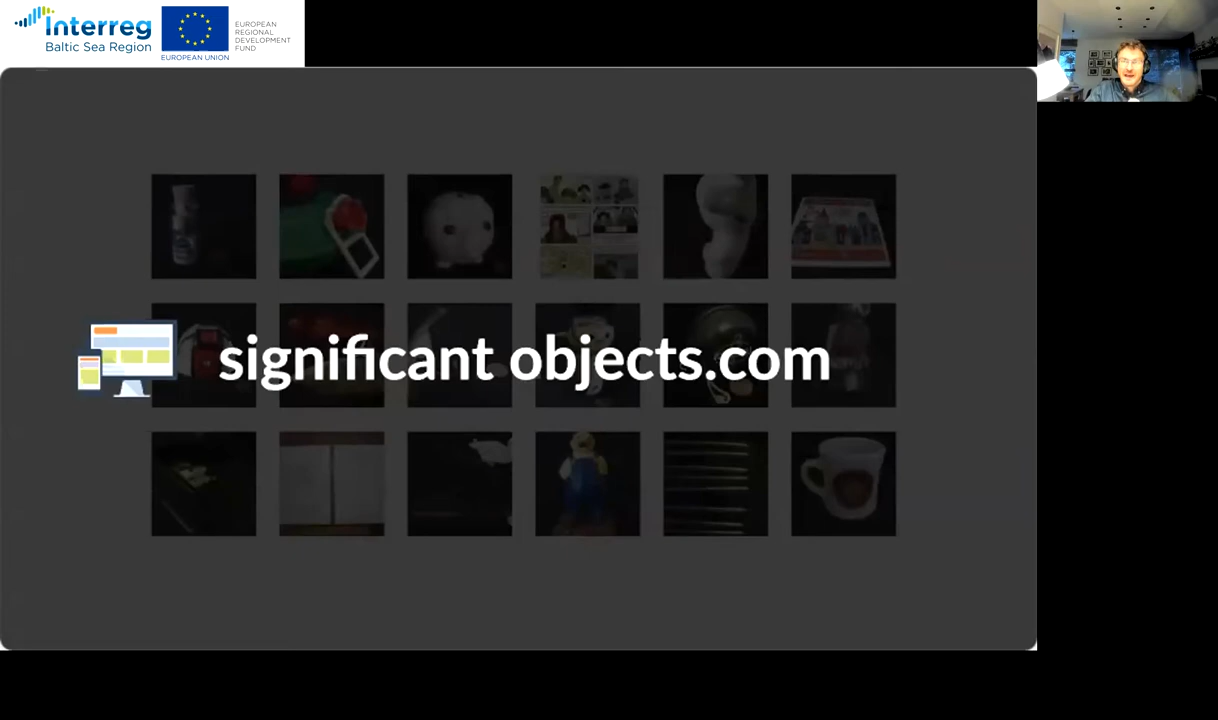 Interreg
Baltic Sea Region
EUROPEAN UNION
EUROPEAN
REGIONAL
DEVELOPMENT
FUND
significant objects.com